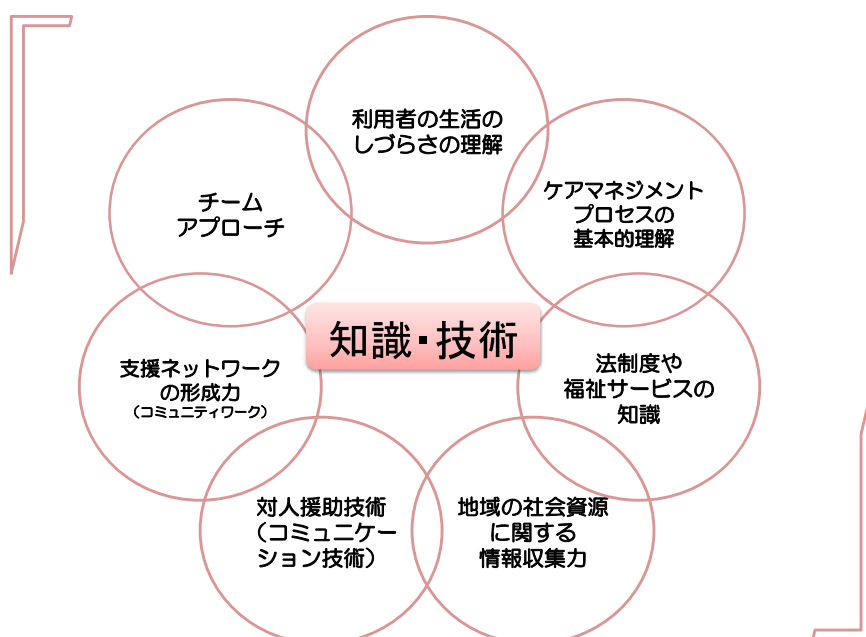 利用者の生活の
しづらさの理解
ケアマネジメント
プロセスの
基本的理解
法制度や
福祉サービスの
知識
地域の社会資源
に関する
情報収集力
対人援助技術
（コミュニケー
ション技術）
支援ネットワーク
の形成力
（コミュニティワーク）
チーム
アプローチ
知識・技術